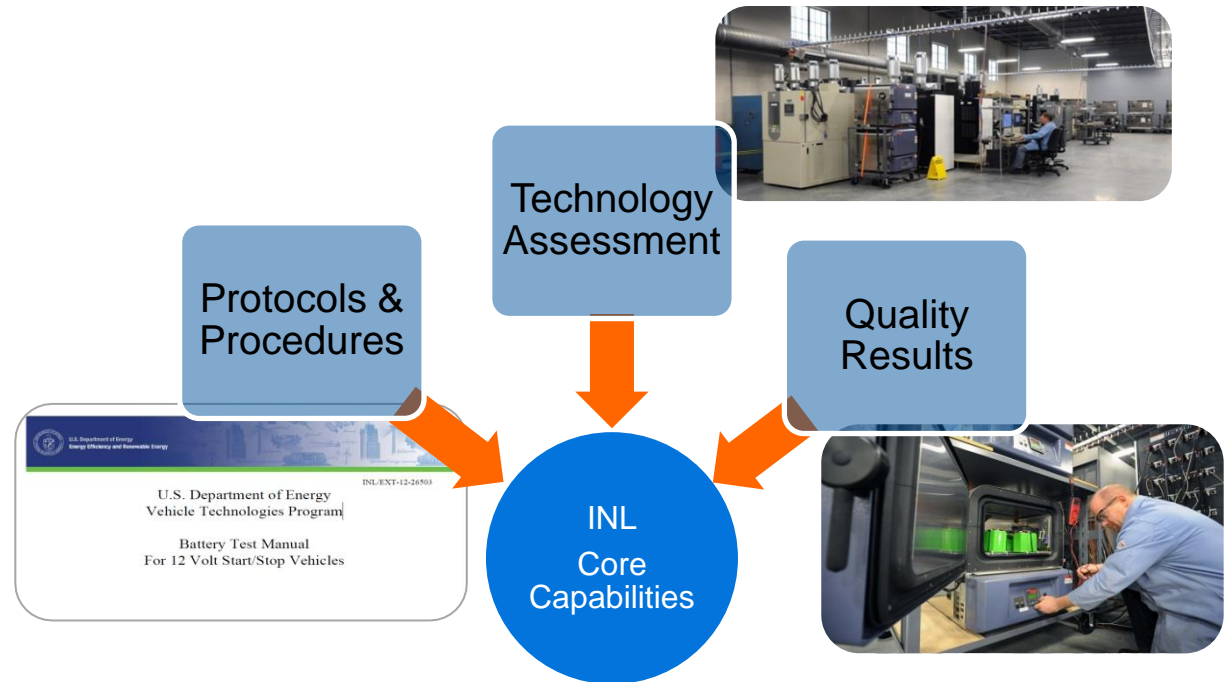 Technology
Assessment
Protocols &
Procedures
Quality
Results
U.S. Department of Energy
Energy Efficiency and Renewable Energy
INL/EXT-12-26503
U.S. Department of Energy
Vehicle Technologies Program
Battery Test Manual
For 12 Volt Start/Stop Vehicles
INL
Core
Capabilities